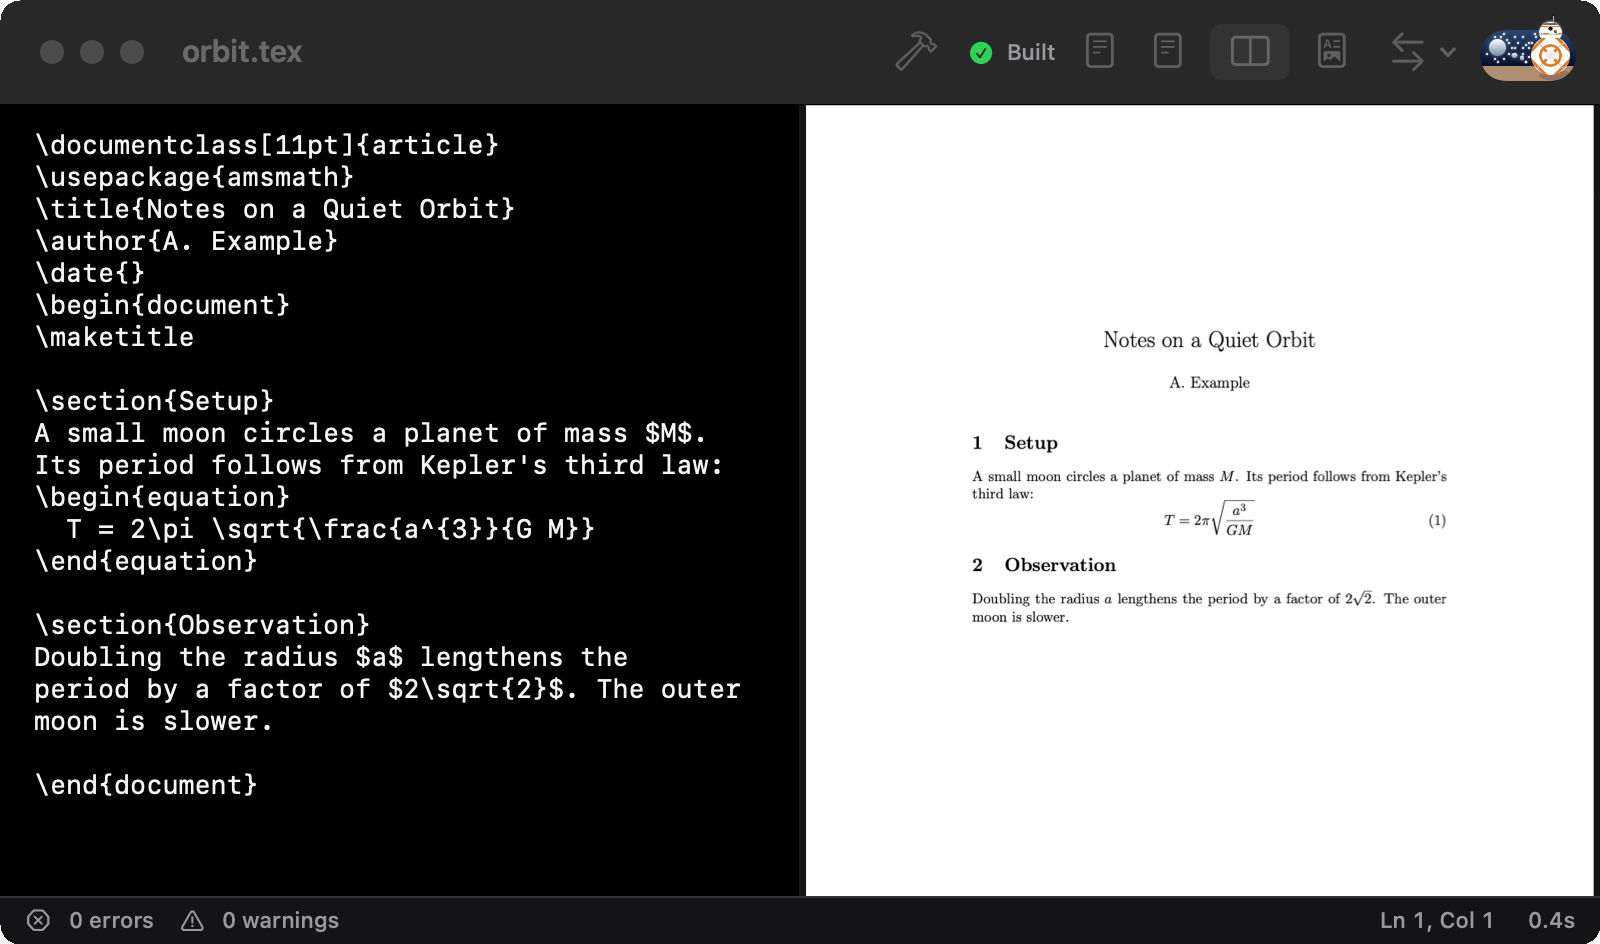 orbit.tex
Built
\documentclass[11pt]{article}
\usepackage{amsmath}
\title{Notes on a Quiet Orbit}
\author{A. Example}
\date{}
\begin{document}
\maketitle
\section{Setup}
A small moon circles a planet of mass $M$.
Its period follows from Kepler's third law:
\begin{equation}
  T = 2\pi \sqrt{\frac{a^{3}}{G M}}
\end{equation}
\section{Observation}
Doubling the radius $a$ lengthens the
period by a factor of $2\sqrt{2}$. The outer
moon is slower.
\end{document}
Notes on a Quiet Orbit
A. Example
1 Setup
A small moon circles a planet of mass M. Its period follows from Kepler's
third law:
T = 2π√(a³/GM) (1)
2 Observation
Doubling the radius a lengthens the period by a factor of 2√2. The outer
moon is slower.
0 errors 0 warnings
Ln 1, Col 1 0.4s